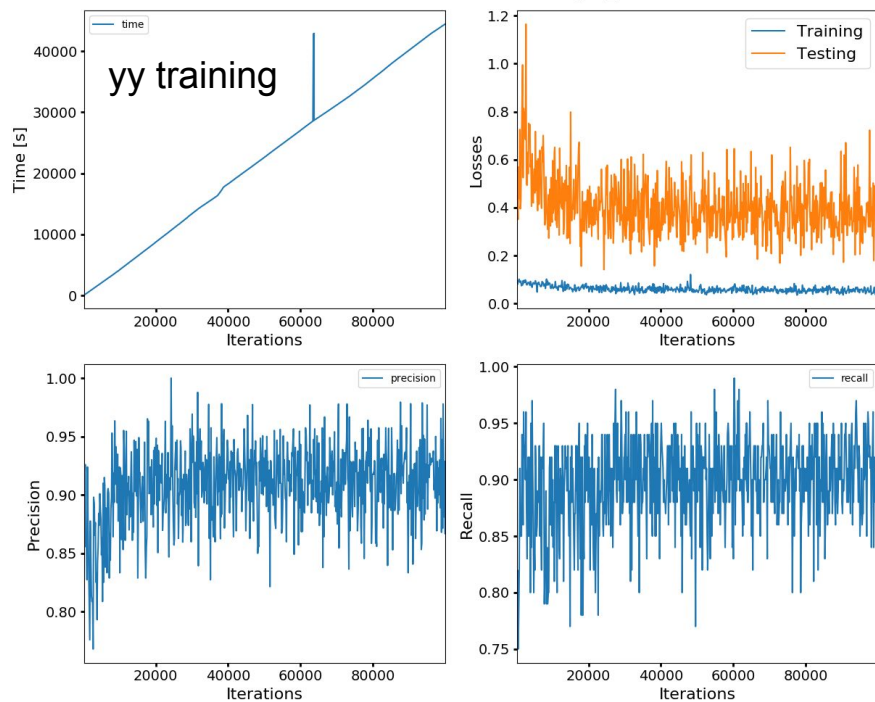 time
yy training
Time [s]
40000
30000
20000
10000
0
20000 40000 60000 80000
Iterations
Training
Testing
Losses
1.2
1.0
0.8
0.6
0.4
0.2
0.0
20000 40000 60000 80000
Iterations
precision
Precision
1.00
0.95
0.90
0.85
0.80
20000 40000 60000 80000
Iterations
recall
Recall
1.00
0.95
0.90
0.85
0.80
0.75
20000 40000 60000 80000
Iterations